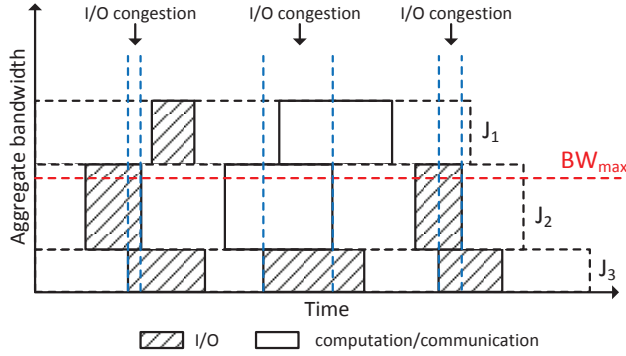 I/O congestion I/O congestion I/O congestion
Aggregate bandwidth
J1
BWmax
J2
J3
Time
I/O computation/communication